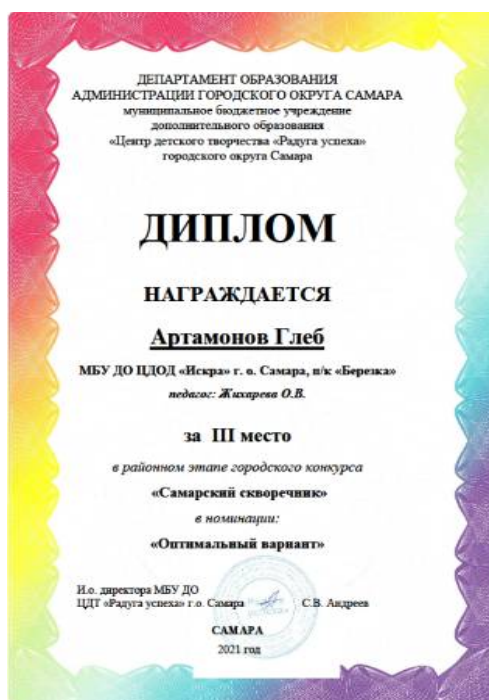 ДЕПАРТАМЕНТ ОБРАЗОВАНИЯ
АДМИНИСТРАЦИИ ГОРОДСКОГО ОКРУГА САМАРА
муниципальное бюджетное учреждение
дополнительного образования
«Центр детского творчества «Радуга успеха»
городского округа Самара
ДИПЛОМ
НАГРАЖДАЕТСЯ
Артамонов Глеб
МБУ ДО ЦДОД «Искра» г. о. Самара, п/к «Березка»
педагог: Жихарева О.В.
за III место
в районном этапе городского конкурса
«Самарский скворечник»
в номинации:
«Оптимальный вариант»
И.о. директора МБУ ДО
ЦДТ «Радуга успеха» г.о. Самара С.В. Андреев
САМАРА
2021 год